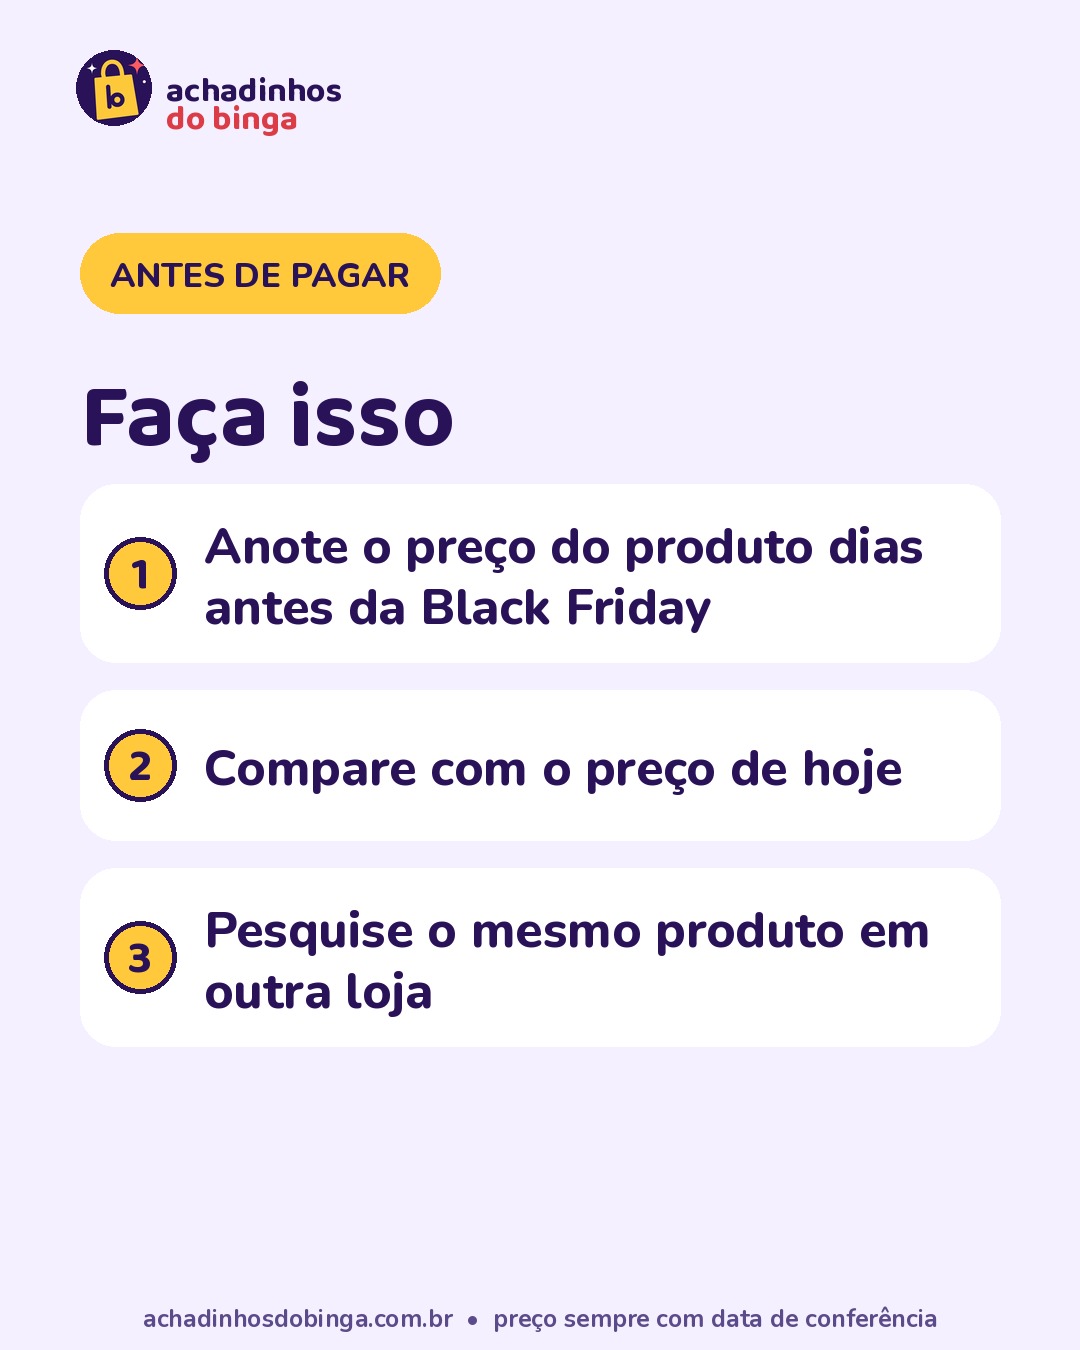 b
achadinhos
do binga
ANTES DE PAGAR
Faça isso
1
Anote o preço do produto dias
antes da Black Friday
2
Compare com o preço de hoje
3
Pesquise o mesmo produto em
outra loja
achadinhosdobinga.com.br • preço sempre com data de conferência